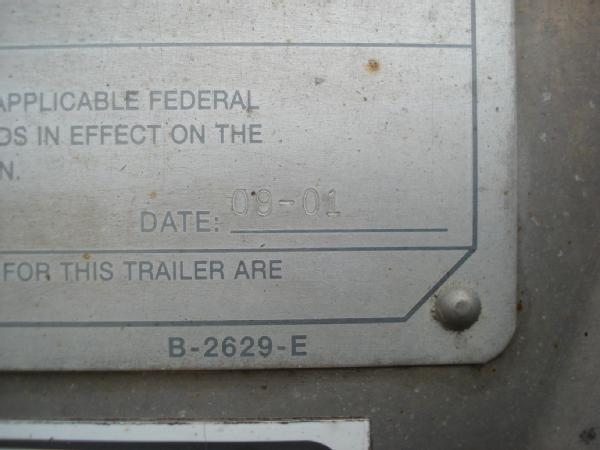 APPLICABLE FEDERAL
DS IN EFFECT ON THE
N.
DATE: 09-01
FOR THIS TRAILER ARE
B-2629-E